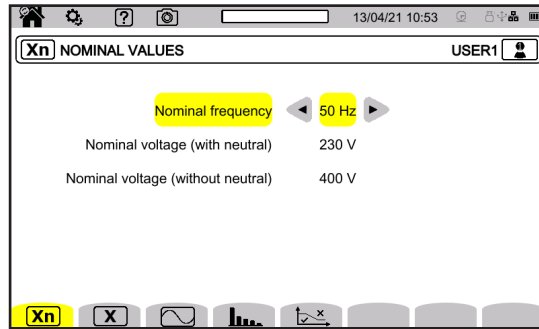 13/04/21 10:53
Xn NOMINAL VALUES USER1
Nominal frequency 50 Hz
Nominal voltage (with neutral) 230 V
Nominal voltage (without neutral) 400 V
Xn X x